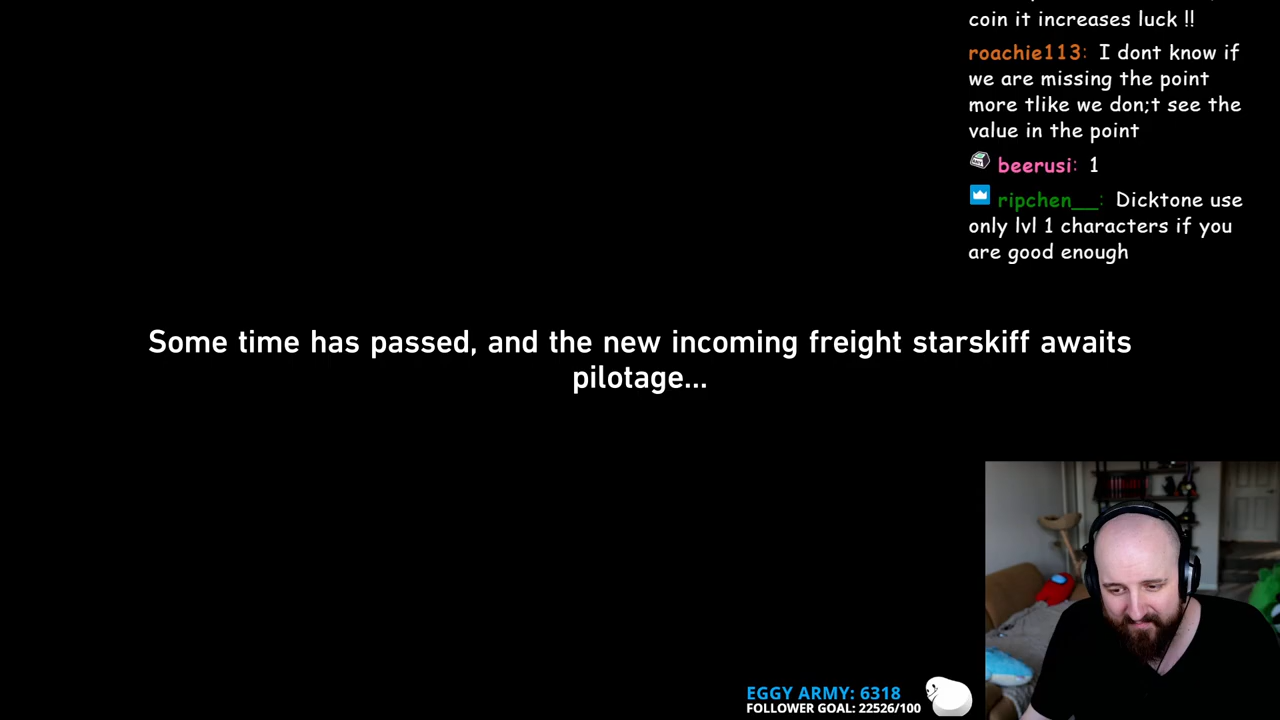 coin it increases luck !!
roachie113: I dont know if
we are missing the point
more tlike we don;t see the
value in the point
beerusi: 1
ripchen__: Dicktone use
only lvl 1 characters if you
are good enough
Some time has passed, and the new incoming freight starskiff awaits
pilotage...
EGGY ARMY: 6318
FOLLOWER GOAL: 22526/100